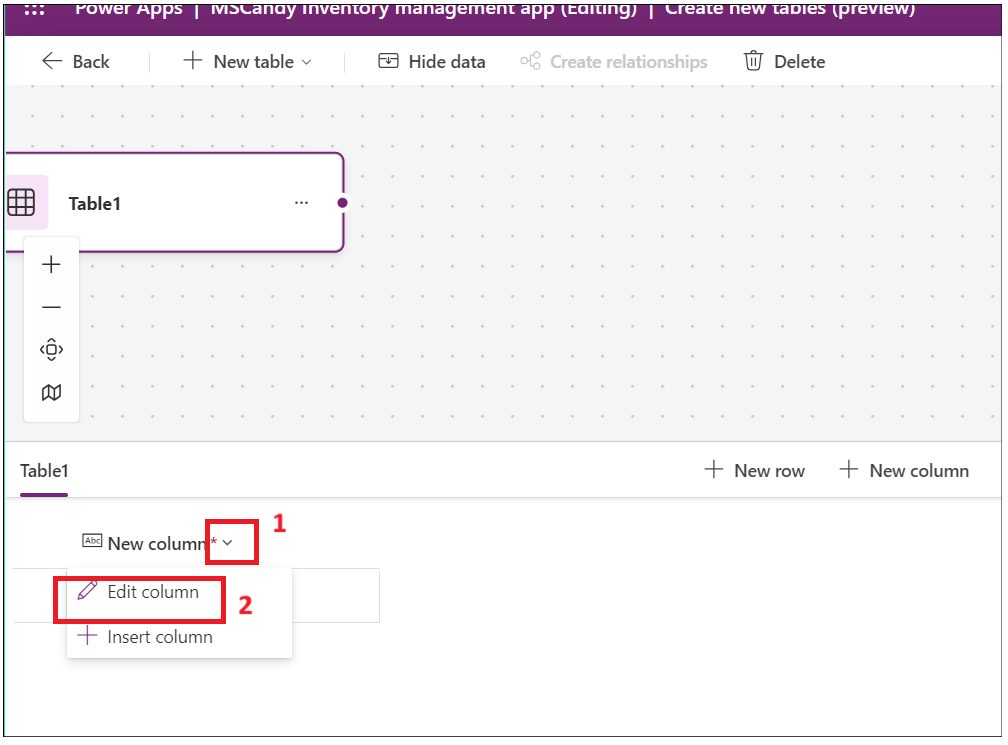 Power Apps | MSCandy Inventory management app (Editing) | Create new tables (preview)
Back New table Hide data Create relationships Delete
Table1 ...
Table1 New row New column
1
Abc New column*
Edit column 2
Insert column